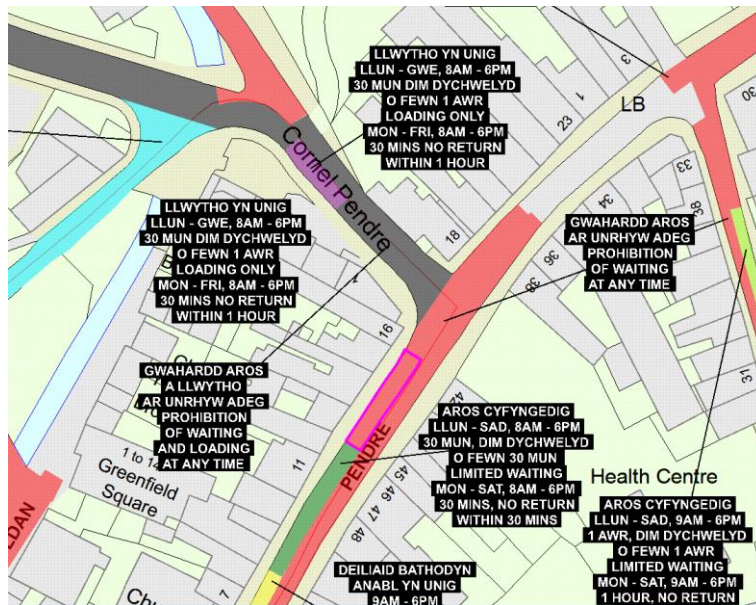 LLWYTHO YN UNIG
LLUN - GWE, 8AM - 6PM
30 MUN DIM DYCHWELYD
O FEWN 1 AWR
LOADING ONLY
MON - FRI, 8AM - 6PM
30 MINS NO RETURN
WITHIN 1 HOUR
3
1
23
LB
30
Cornel Pendre
33
34
38
36
38
18
LLWYTHO YN UNIG
LLUN - GWE, 8AM - 6PM
30 MUN DIM DYCHWELYD
O FEWN 1 AWR
LOADING ONLY
MON - FRI, 8AM - 6PM
30 MINS NO RETURN
WITHIN 1 HOUR
GWAHARDD AROS
AR UNRHYW ADEG
PROHIBITION
OF WAITING
AT ANY TIME
16
31
GWAHARDD AROS
A LLWYTHO
AR UNRHYW ADEG
PROHIBITION
OF WAITING
AND LOADING
AT ANY TIME
42
AROS CYFYNGEDIG
LLUN - SAD, 8AM - 6PM
30 MUN, DIM DYCHWELYD
O FEWN 30 MUN
LIMITED WAITING
MON - SAT, 8AM - 6PM
30 MINS, NO RETURN
WITHIN 30 MINS
PENDRE
11
45
46
47
48
Greenfield
Square
Health Centre
AROS CYFYNGEDIG
LLUN - SAD, 9AM - 6PM
1 AWR, DIM DYCHWELYD
O FEWN 1 AWR
LIMITED WAITING
MON - SAT, 9AM - 6PM
1 HOUR, NO RETURN
EDAN
7
DEILIAID BATHODYN
ANABL YN UNIG
9AM - 6PM